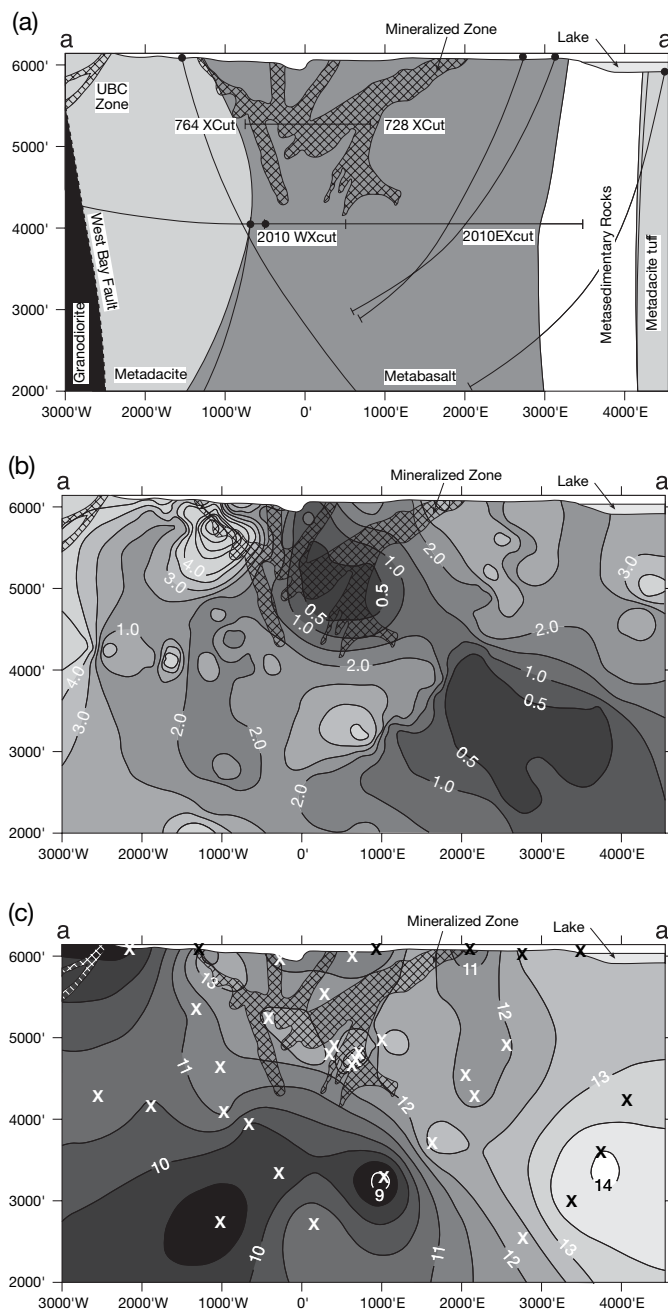 (a)
a
a
Mineralized Zone
Lake
6000'
5000'
4000'
3000'
2000'
UBC
Zone
764 XCut
728 XCut
2010 WXcut
2010EXcut
West Bay Fault
Granodiorite
Metadacite
Metabasalt
Metasedimentary Rocks
Metadacite tuff
3000'W 2000'W 1000'W 0' 1000'E 2000'E 3000'E 4000'E
(b)
a
a
Mineralized Zone
Lake
6000'
5000'
4000'
3000'
2000'
4.0
3.0
1.0
2.0
3.0
0.5
0.5
1.0
1.0
2.0
4.0
3.0
2.0
2.0
2.0
1.0
0.5
0.5
1.0
2.0
3000'W 2000'W 1000'W 0' 1000'E 2000'E 3000'E 4000'E
(c)
a
a
Mineralized Zone
Lake
6000'
5000'
4000'
3000'
2000'
X X X X X X X X
13
11
12
11
12
13
10
9
14
10
11
12
13
3000'W 2000'W 1000'W 0' 1000'E 2000'E 3000'E 4000'E